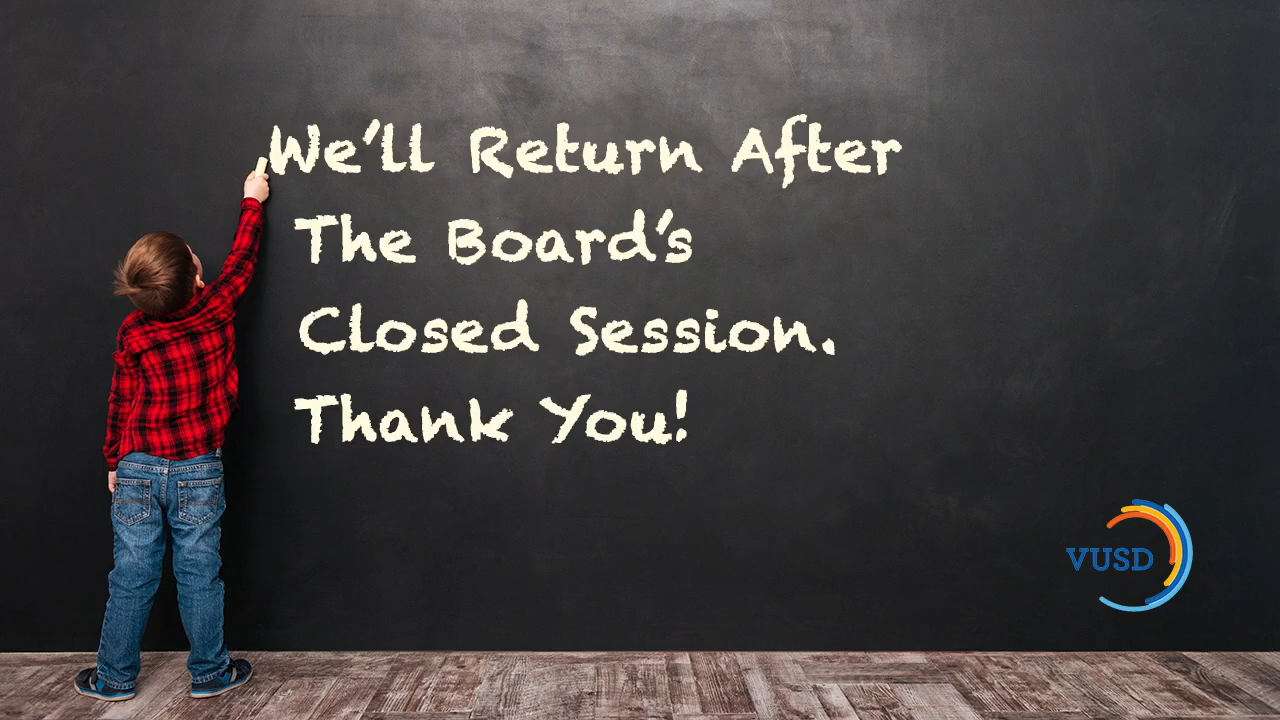 We'll Return After
The Board's
Closed Session.
Thank You!
VUSD